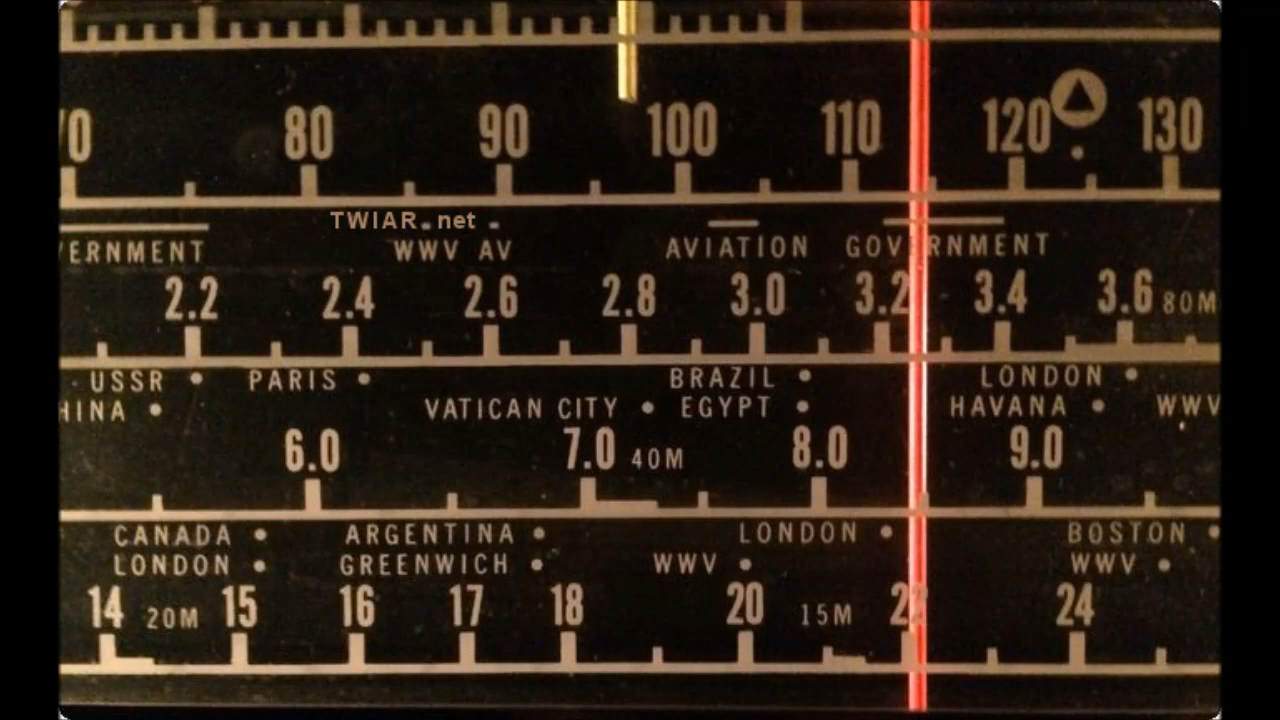 80 90 100 110 120 130
TWIAR.net
WWV AV AVIATION GOVERNMENT
2.2 2.4 2.6 2.8 3.0 3.2 3.4 3.6 80M
USSR PARIS BRAZIL LONDON
VATICAN CITY EGYPT HAVANA WWV
6.0 7.0 40M 8.0 9.0
CANADA ARGENTINA LONDON BOSTON
LONDON GREENWICH WWV WWV
14 20M 15 16 17 18 20 15M 22 24